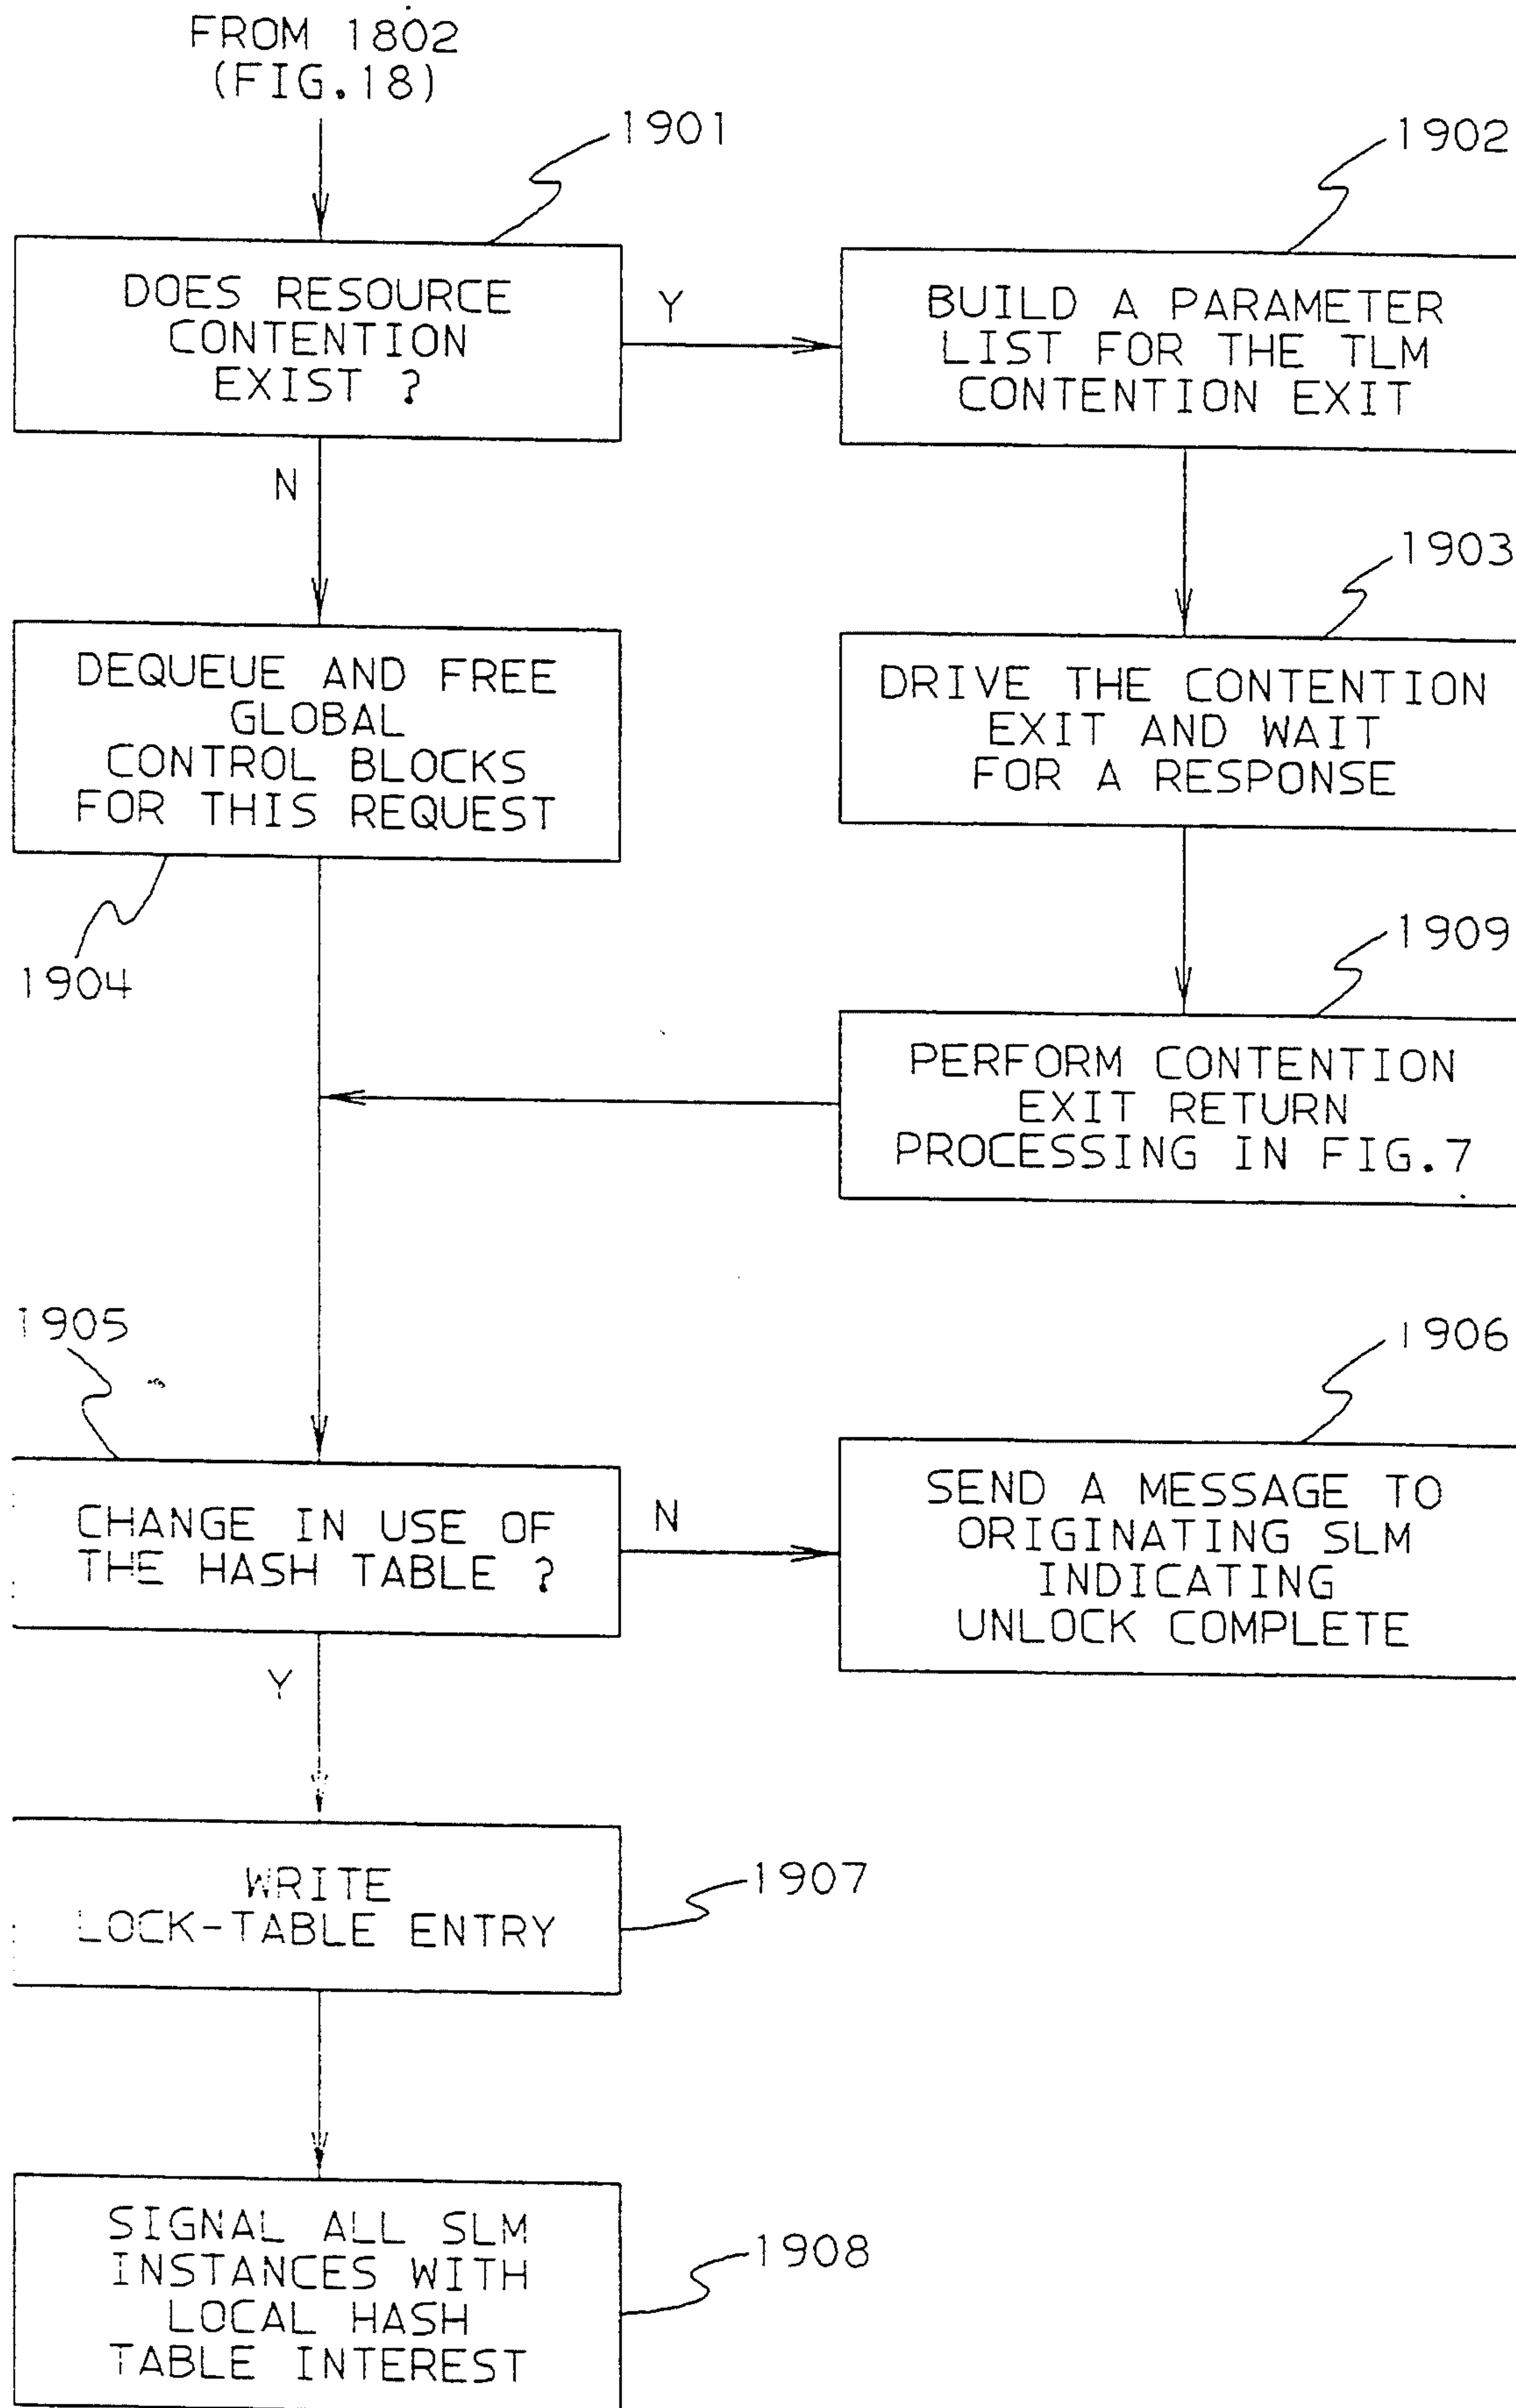 FROM 1802
(FIG.18)
1901
1902
DOES RESOURCE
CONTENTION
EXIST ?
Y
BUILD A PARAMETER
LIST FOR THE TLM
CONTENTION EXIT
N
1903
DEQUEUE AND FREE
GLOBAL
CONTROL BLOCKS
FOR THIS REQUEST
DRIVE THE CONTENTION
EXIT AND WAIT
FOR A RESPONSE
1904
1909
PERFORM CONTENTION
EXIT RETURN
PROCESSING IN FIG.7
1905
1906
CHANGE IN USE OF
THE HASH TABLE ?
N
SEND A MESSAGE TO
ORIGINATING SLM
INDICATING
UNLOCK COMPLETE
Y
WRITE
LOCK-TABLE ENTRY
1907
SIGNAL ALL SLM
INSTANCES WITH
LOCAL HASH
TABLE INTEREST
1908